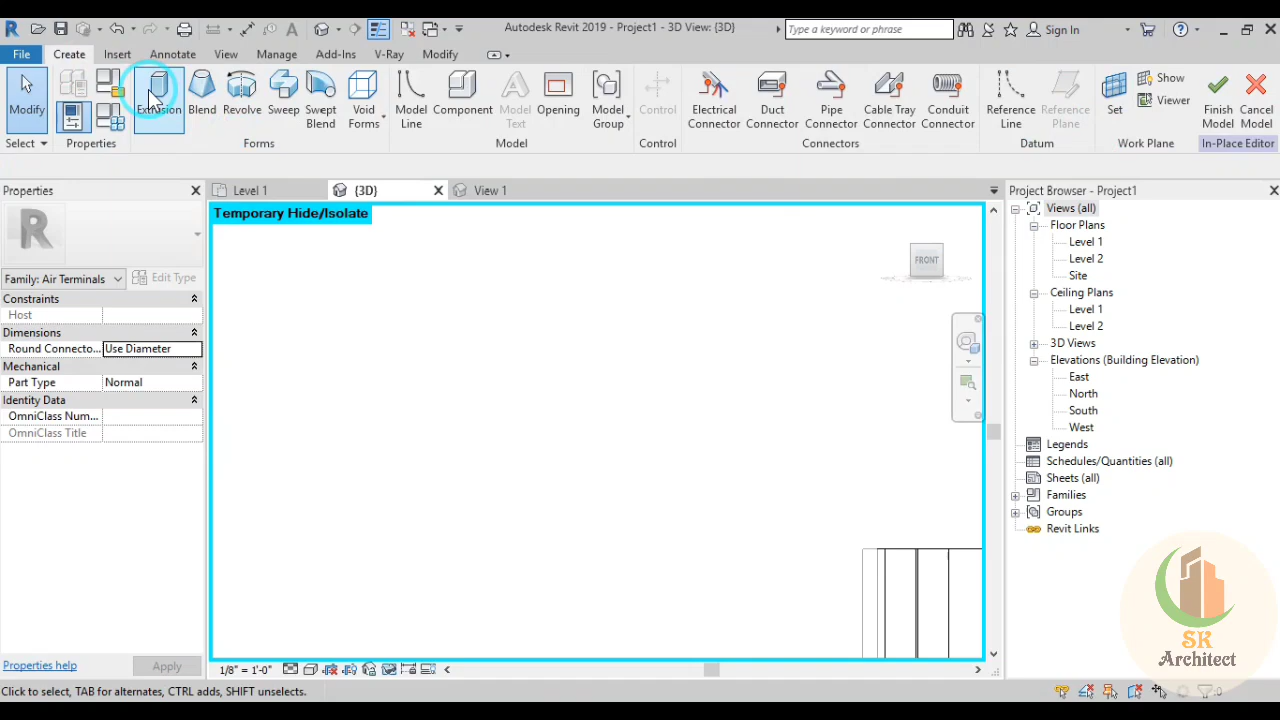 Autodesk Revit 2019 - Project1 - 3D View: {3D}
Type a keyword or phrase
Sign In
File Create Insert Annotate View Manage Add-Ins V-Ray Modify
Modify
Extrusion
Blend
Revolve
Sweep
Swept Blend
Void Forms
Model Line
Component
Model Text
Opening
Model Group
Control
Electrical Connector
Duct Connector
Pipe Connector
Cable Tray Connector
Conduit Connector
Reference Line
Reference Plane
Set
Show
Viewer
Finish Model
Cancel Model
Select Properties Forms Model Control Connectors Datum Work Plane In-Place Editor
Properties
Level 1 {3D} View 1
Project Browser - Project1
Family: Air Terminals Edit Type
Constraints
Host
Dimensions
Round Connecto... Use Diameter
Mechanical
Part Type Normal
Identity Data
OmniClass Num...
OmniClass Title
Properties help Apply
Temporary Hide/Isolate
FRONT
1/8" = 1'-0"
Views (all)
Floor Plans
Level 1
Level 2
Site
Ceiling Plans
Level 1
Level 2
3D Views
Elevations (Building Elevation)
East
North
South
West
Legends
Schedules/Quantities (all)
Sheets (all)
Families
Groups
Revit Links
SK
Architect
Click to select, TAB for alternates, CTRL adds, SHIFT unselects.
:0